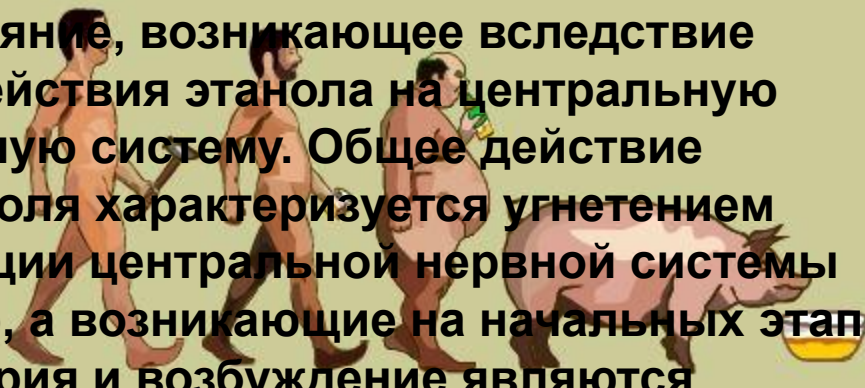 яние, возникающее вследствие
ействия этанола на центральную
ную систему. Общее действие
оля характеризуется угнетением
ции центральной нервной системы
, а возникающие на начальных этап
рия и возбуждение являются